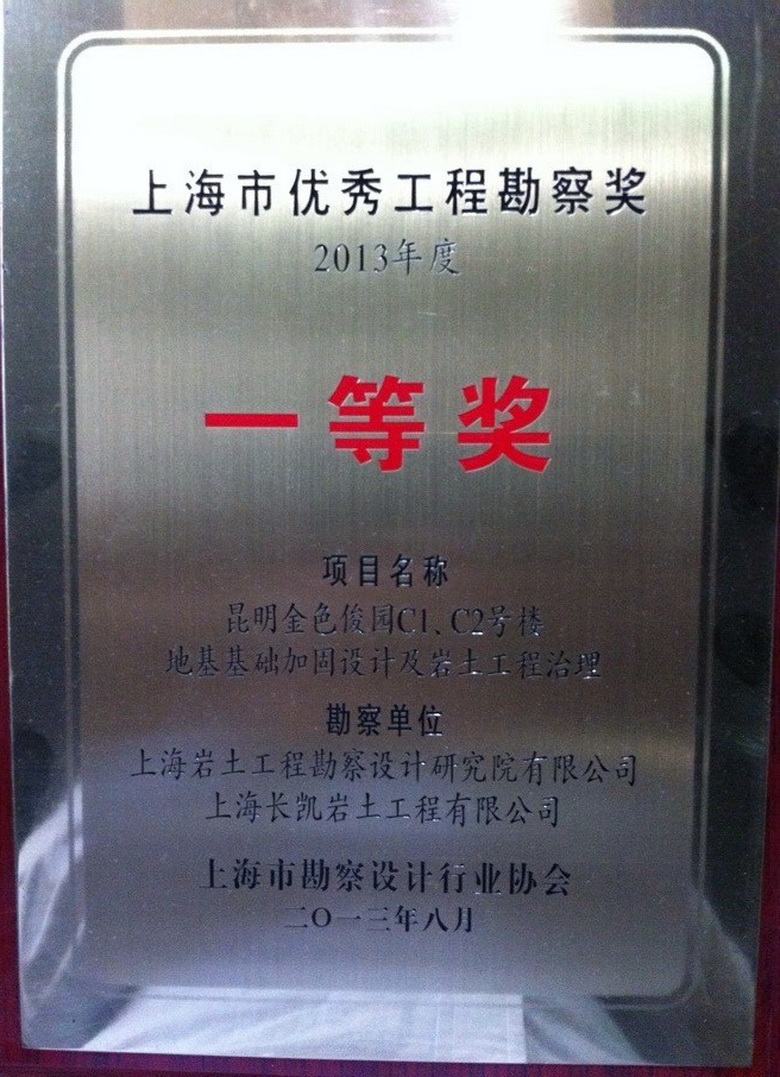 上海市优秀工程勘察奖
2013年度
一等奖
项目名称
昆明金色俊园C1、C2号楼
地基基础加固设计及岩土工程治理
勘察单位
上海岩土工程勘察设计研究院有限公司
上海长凯岩土工程有限公司
上海市勘察设计行业协会
二〇一三年八月